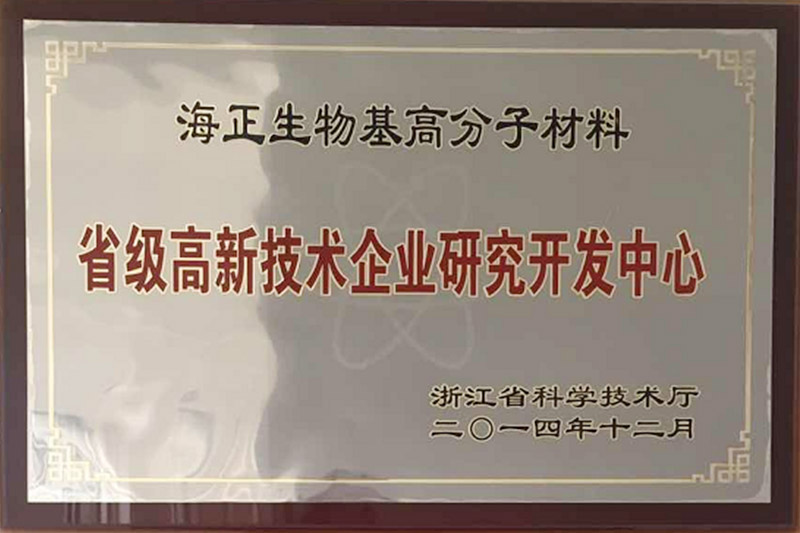 海正生物基高分子材料
省级高新技术企业研究开发中心
浙江省科学技术厅
二〇一四年十二月